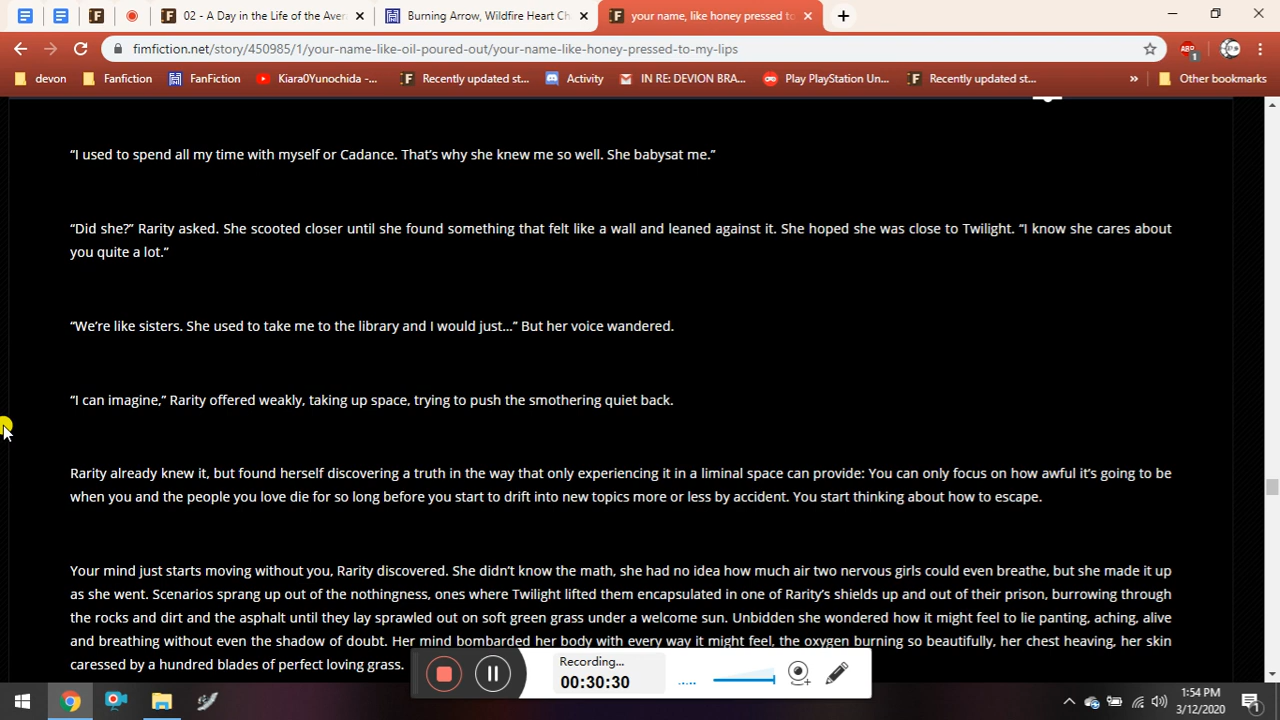 02 - A Day in the Life of the Aven
Burning Arrow, Wildfire Heart Ch
your name, like honey pressed to
fimfiction.net/story/450985/1/your-name-like-oil-poured-out/your-name-like-honey-pressed-to-my-lips
ABP
1
devon
Fanfiction
FanFiction
Kiara0Yunochida -...
Recently updated st...
Activity
IN RE: DEVION BRA...
Play PlayStation Un...
Recently updated st...
»
Other bookmarks
“I used to spend all my time with myself or Cadance. That’s why she knew me so well. She babysat me.”
“Did she?” Rarity asked. She scooted closer until she found something that felt like a wall and leaned against it. She hoped she was close to Twilight. “I know she cares about
you quite a lot.”
“We’re like sisters. She used to take me to the library and I would just…” But her voice wandered.
“I can imagine,” Rarity offered weakly, taking up space, trying to push the smothering quiet back.
Rarity already knew it, but found herself discovering a truth in the way that only experiencing it in a liminal space can provide: You can only focus on how awful it’s going to be
when you and the people you love die for so long before you start to drift into new topics more or less by accident. You start thinking about how to escape.
Your mind just starts moving without you, Rarity discovered. She didn’t know the math, she had no idea how much air two nervous girls could even breathe, but she made it up
as she went. Scenarios sprang up out of the nothingness, ones where Twilight lifted them encapsulated in one of Rarity’s shields up and out of their prison, burrowing through
the rocks and dirt and the asphalt until they lay sprawled out on soft green grass under a welcome sun. Unbidden she wondered how it might feel to lie panting, aching, alive
and breathing without even the shadow of doubt. Her mind bombarded her body with every way it might feel, the oxygen burning so beautifully, her chest heaving, her skin
caressed by a hundred blades of perfect loving grass.
Recording...
00:30:30
1:54 PM
3/12/2020
1